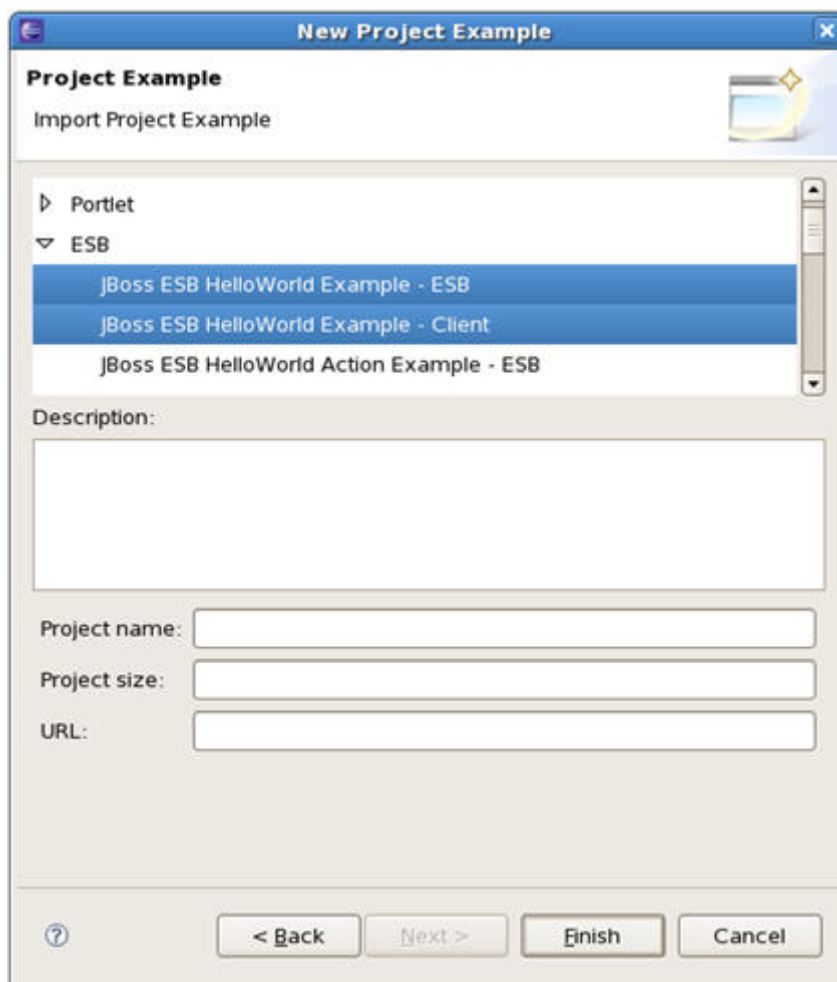 New Project Example
Project Example
Import Project Example
Portlet
ESB
JBoss ESB HelloWorld Example - ESB
JBoss ESB HelloWorld Example - Client
JBoss ESB HelloWorld Action Example - ESB
Description:
Project name:
Project size:
URL:
? < Back Next > Finish Cancel